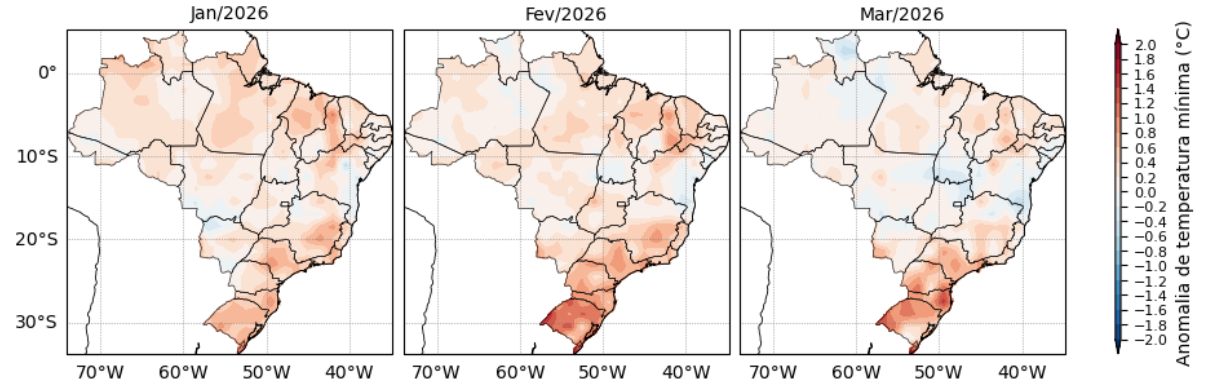 Jan/2026
Fev/2026
Mar/2026
0°
10°S
20°S
30°S
70°W 60°W 50°W 40°W
70°W 60°W 50°W 40°W
70°W 60°W 50°W 40°W
2.0
1.8
1.6
1.4
1.2
1.0
0.8
0.6
0.4
0.2
0.0
−0.2
−0.4
−0.6
−0.8
−1.0
−1.2
−1.4
−1.6
−1.8
−2.0
Anomalia de temperatura mínima (°C)